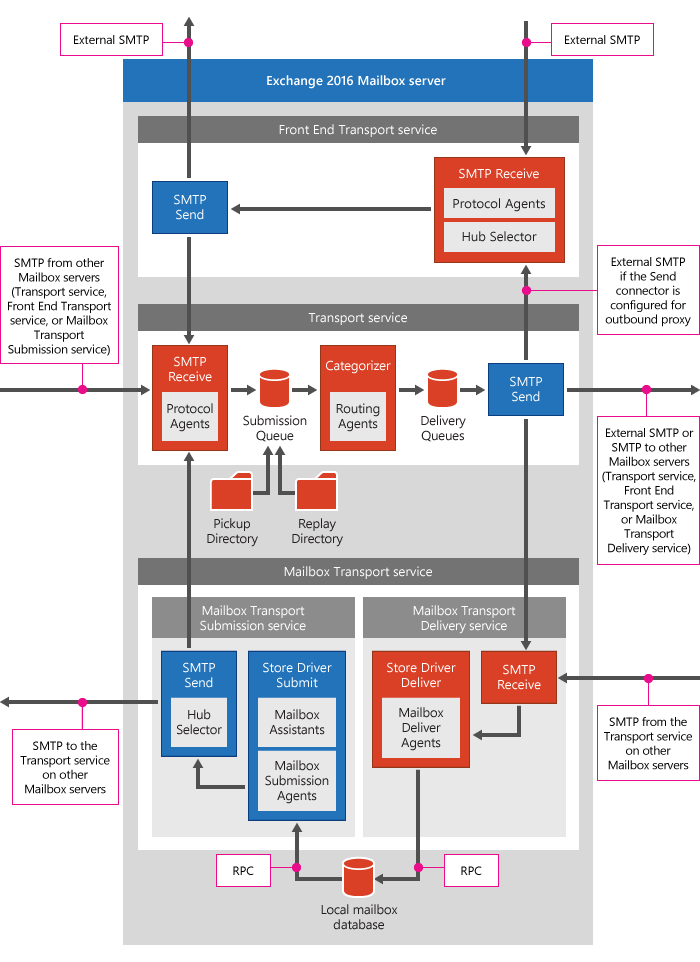 External SMTP
External SMTP
Exchange 2016 Mailbox server
Front End Transport service
SMTP
Send
SMTP Receive
Protocol Agents
Hub Selector
SMTP from other
Mailbox servers
(Transport service,
Front End Transport
service, or Mailbox
Transport
Submission service)
External SMTP
if the Send
connector is
configured for
outbound proxy
Transport service
SMTP
Receive
Protocol
Agents
Submission
Queue
Categorizer
Routing
Agents
Delivery
Queues
SMTP
Send
External SMTP or
SMTP to other
Mailbox servers
(Transport service,
Front End
Transport service,
or Mailbox
Transport
Delivery service)
Pickup
Directory
Replay
Directory
Mailbox Transport service
Mailbox Transport
Submission service
Mailbox Transport
Delivery service
SMTP
Send
Hub
Selector
Store Driver
Submit
Mailbox
Assistants
Mailbox
Submission
Agents
Store Driver
Deliver
Mailbox
Deliver
Agents
SMTP
Receive
SMTP to the
Transport service
on other
Mailbox servers
SMTP from the
Transport service
on other
Mailbox servers
RPC
RPC
Local mailbox
database